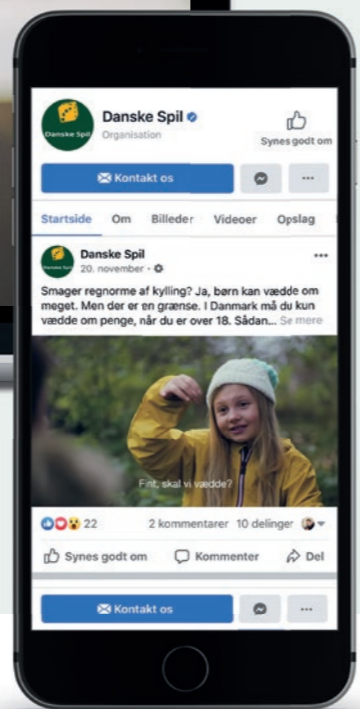 Danske Spil
Danske Spil
Organisation
Synes godt om
Kontakt os
Startside Om Billeder Videoer Opslag
Danske Spil
20. november
Smager regnorme af kylling? Ja, børn kan vædde om
meget. Men der er en grænse. I Danmark må du kun
vædde om penge, når du er over 18. Sådan... Se mere
Fint, skal vi vædde?
22 2 kommentarer 10 delinger
Synes godt om Kommenter Del
Kontakt os